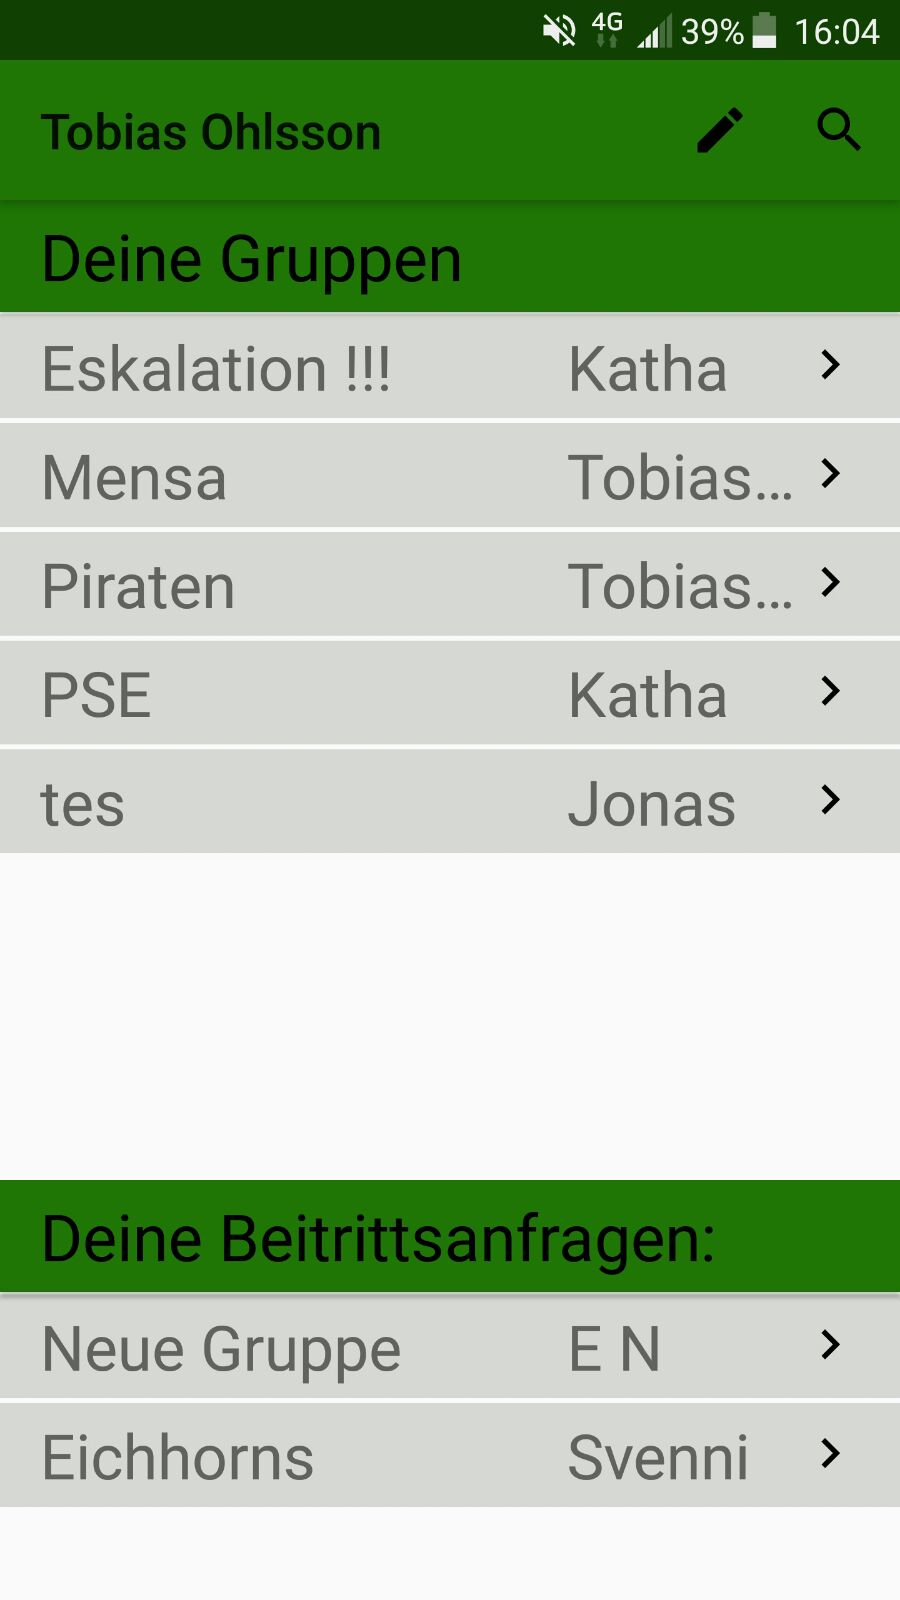 4G 39% 16:04
Tobias Ohlsson
Deine Gruppen
Eskalation !!! Katha
Mensa Tobias...
Piraten Tobias...
PSE Katha
tes Jonas
Deine Beitrittsanfragen:
Neue Gruppe E N
Eichhorns Svenni